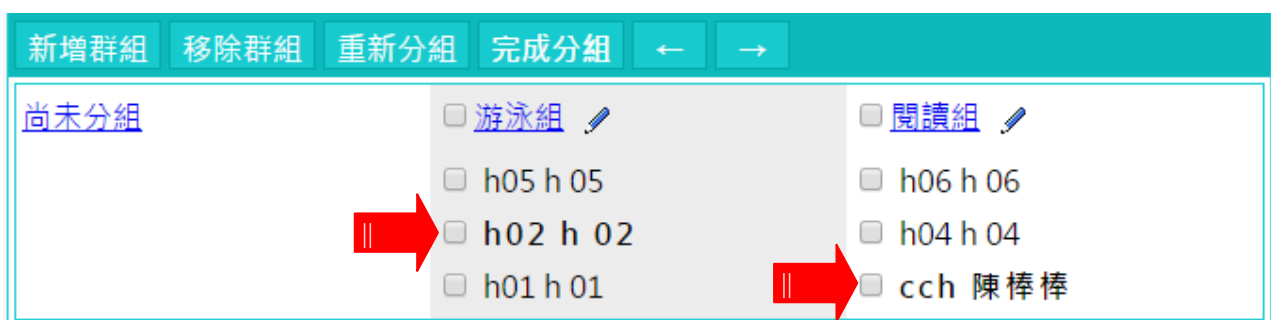 新增群組 移除群組 重新分組 完成分組 ← →
尚未分組 游泳組 閱讀組
h05 h 05 h06 h 06
h02 h 02 h04 h 04
h01 h 01 cch 陳棒棒